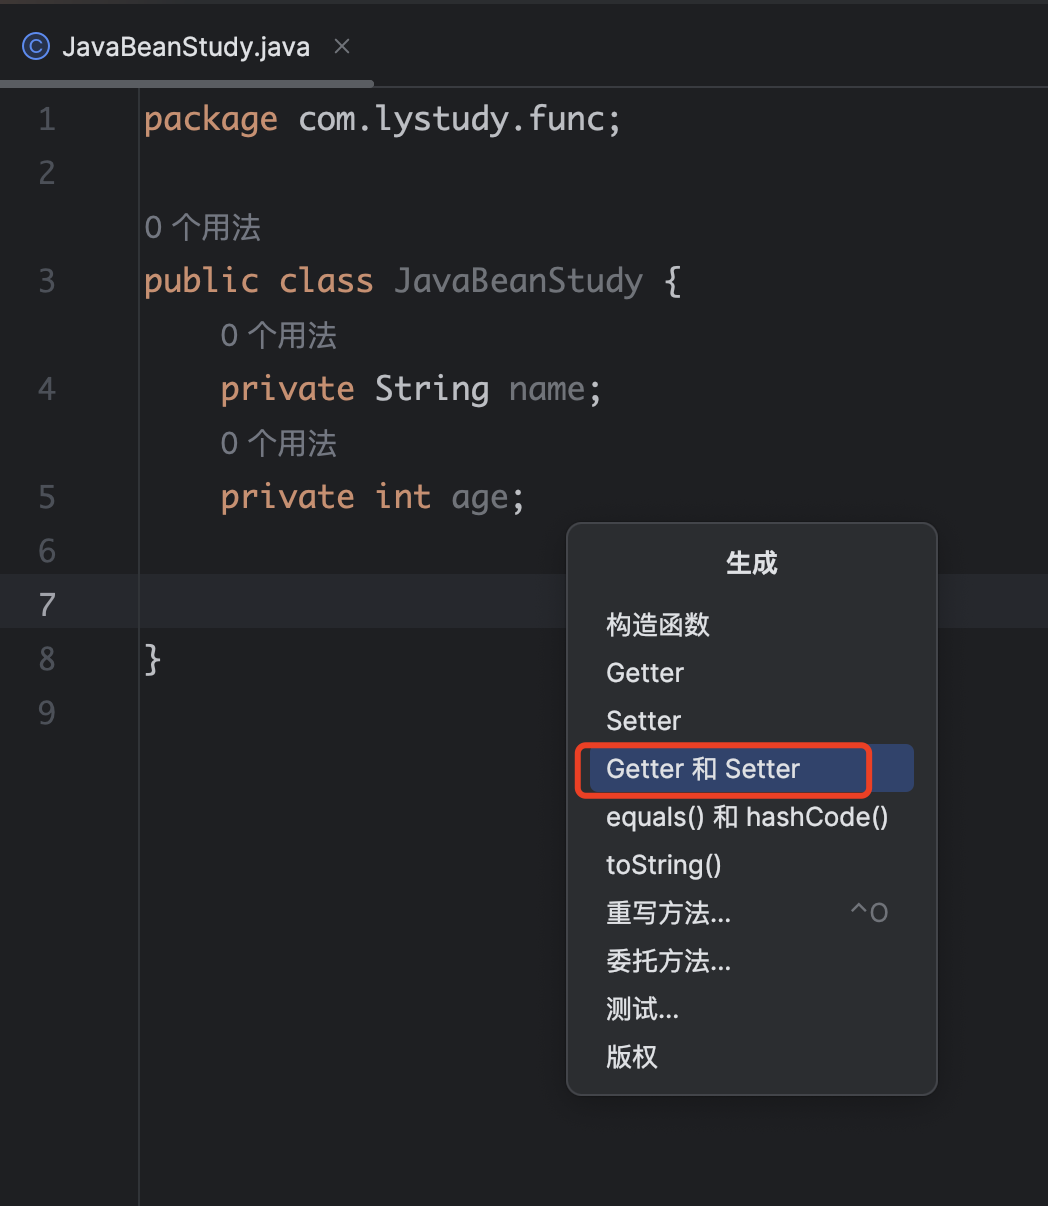 JavaBeanStudy.java
1 package com.lystudy.func;
2
0 个用法
3 public class JavaBeanStudy {
0 个用法
4 private String name;
0 个用法
5 private int age;
6
7
8 }
9
生成
构造函数
Getter
Setter
Getter 和 Setter
equals() 和 hashCode()
toString()
重写方法... ^O
委托方法...
测试...
版权